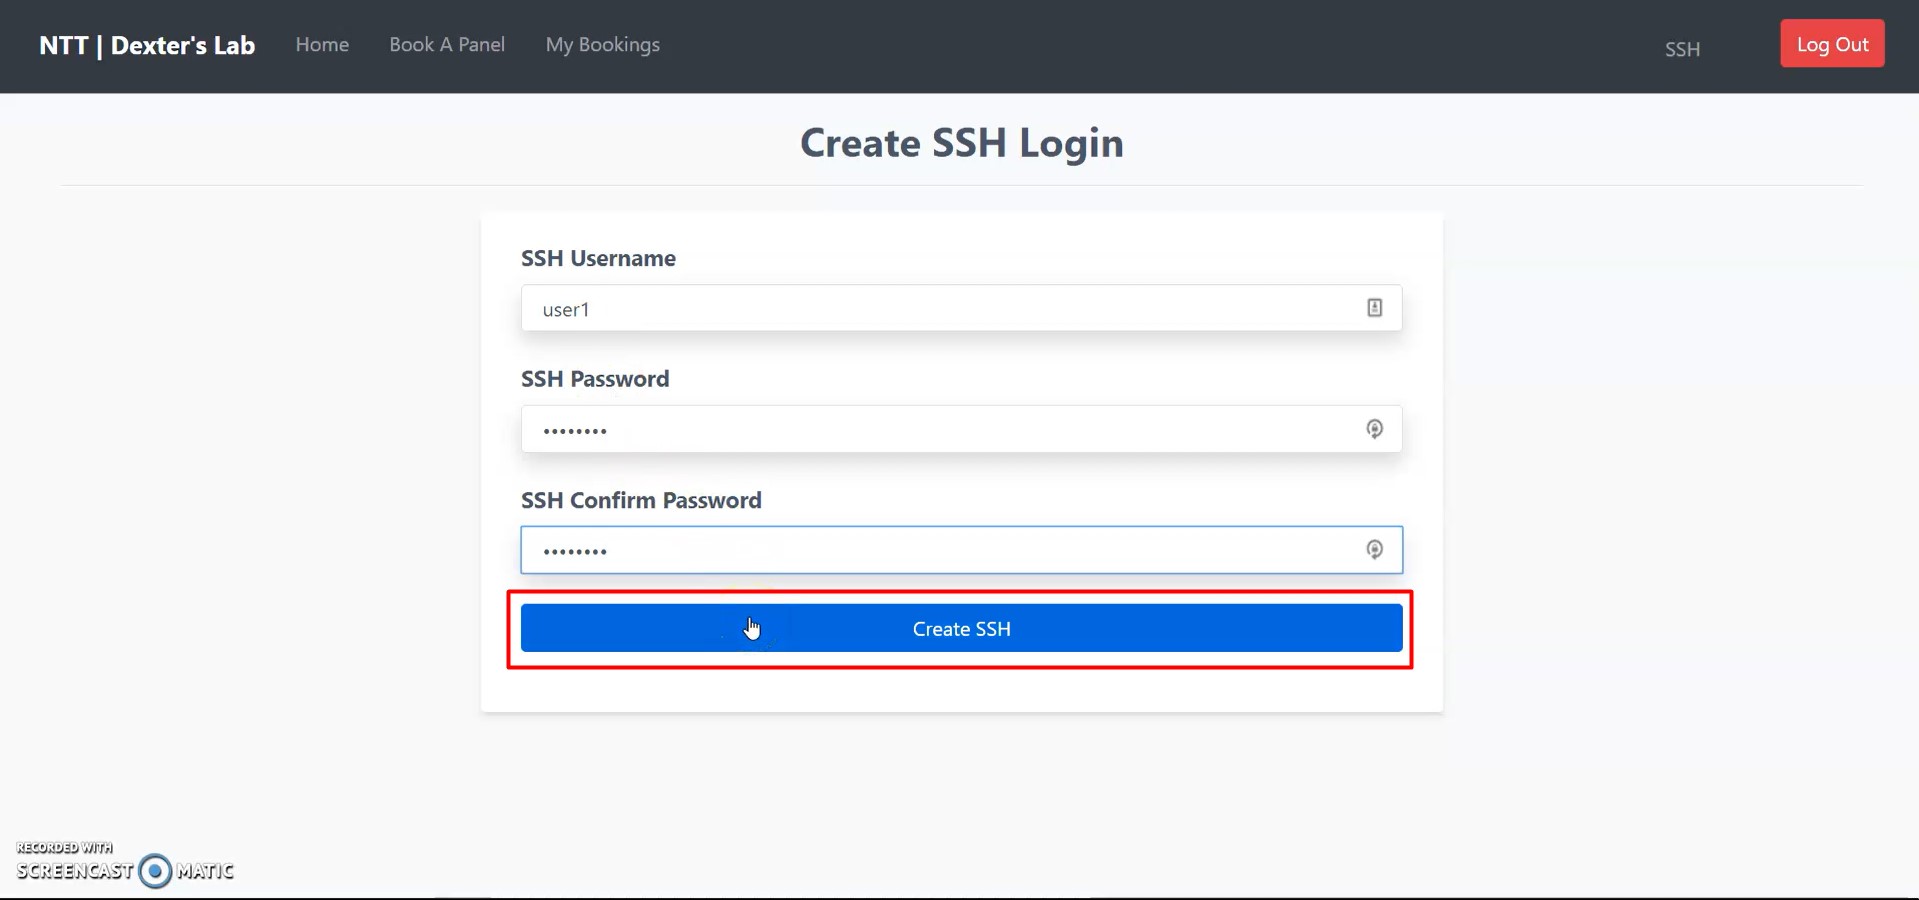 NTT | Dexter's Lab Home Book A Panel My Bookings SSH Log Out
Create SSH Login
SSH Username
user1
SSH Password
••••••••
SSH Confirm Password
••••••••
Create SSH
RECORDED WITH
SCREENCAST MATIC